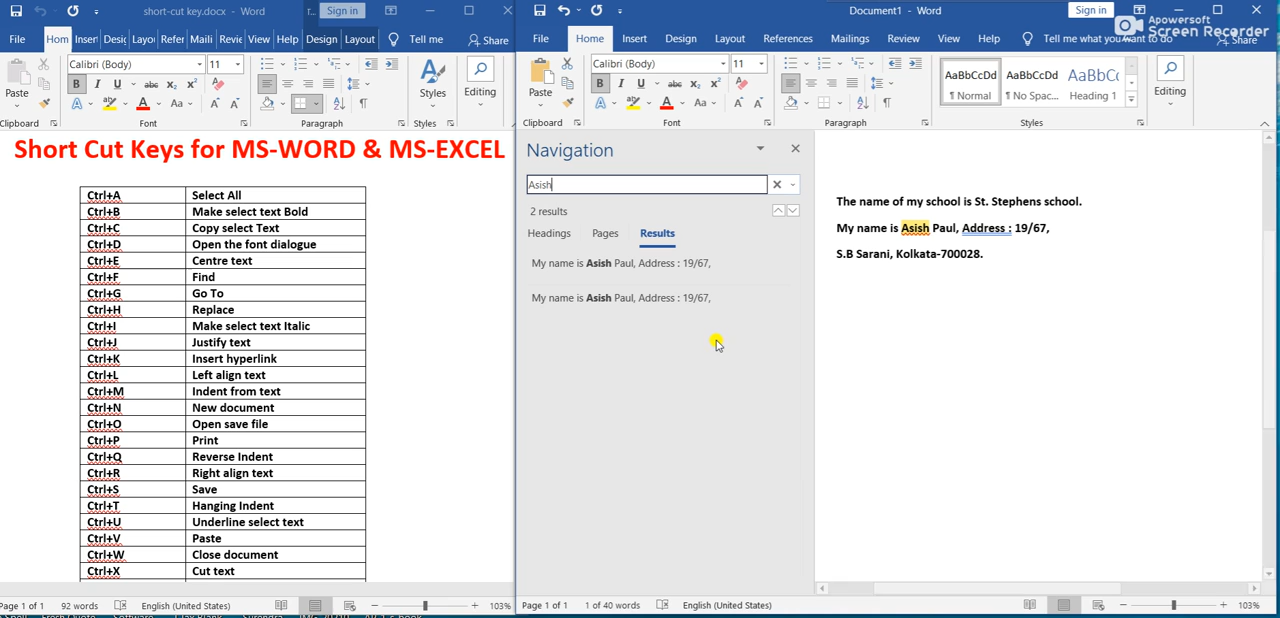 short-cut key.docx - Word
r...
Sign in
File
Hom
Inser
Desig
Layo
Refer
Maili
Revie
View
Help
Design
Layout
Tell me
Share
Paste
Clipboard
Calibri (Body)
11
Font
Paragraph
Styles
Styles
Editing
Short Cut Keys for MS-WORD & MS-EXCEL
Ctrl+A Select All
Ctrl+B Make select text Bold
Ctrl+C Copy select Text
Ctrl+D Open the font dialogue
Ctrl+E Centre text
Ctrl+F Find
Ctrl+G Go To
Ctrl+H Replace
Ctrl+I Make select text Italic
Ctrl+J Justify text
Ctrl+K Insert hyperlink
Ctrl+L Left align text
Ctrl+M Indent from text
Ctrl+N New document
Ctrl+O Open save file
Ctrl+P Print
Ctrl+Q Reverse Indent
Ctrl+R Right align text
Ctrl+S Save
Ctrl+T Hanging Indent
Ctrl+U Underline select text
Ctrl+V Paste
Ctrl+W Close document
Ctrl+X Cut text
Page 1 of 1 92 words English (United States) 103%
Document1 - Word
Sign in
Apowersoft
Screen Recorder
File Home Insert Design Layout References Mailings Review View Help Tell me what you want to do Share
Paste
Clipboard
Calibri (Body)
11
Font
Paragraph
AaBbCcDd
¶ Normal
AaBbCcDd
¶ No Spac...
AaBbCc
Heading 1
Styles
Editing
Navigation
Asish
2 results
Headings Pages Results
My name is Asish Paul, Address : 19/67,
My name is Asish Paul, Address : 19/67,
The name of my school is St. Stephens school.
My name is Asish Paul, Address : 19/67,
S.B Sarani, Kolkata-700028.
Page 1 of 1 1 of 40 words English (United States) 103%